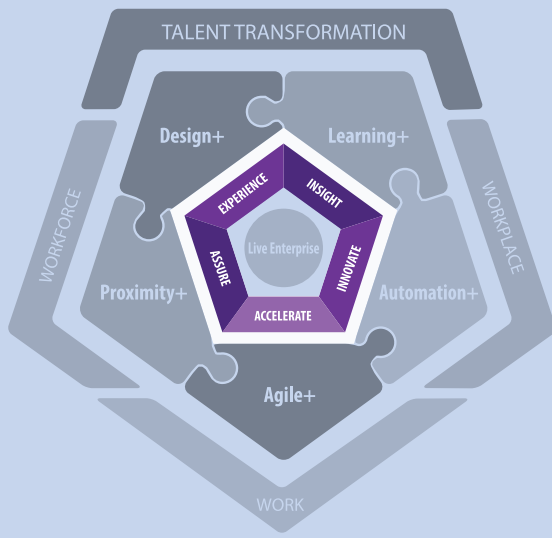 TALENT TRANSFORMATION
Design+
Learning+
EXPERIENCE
INSIGHT
WORKFORCE
WORKPLACE
Live Enterprise
ASSURE
INNOVATE
Proximity+
Automation+
ACCELERATE
Agile+
WORK